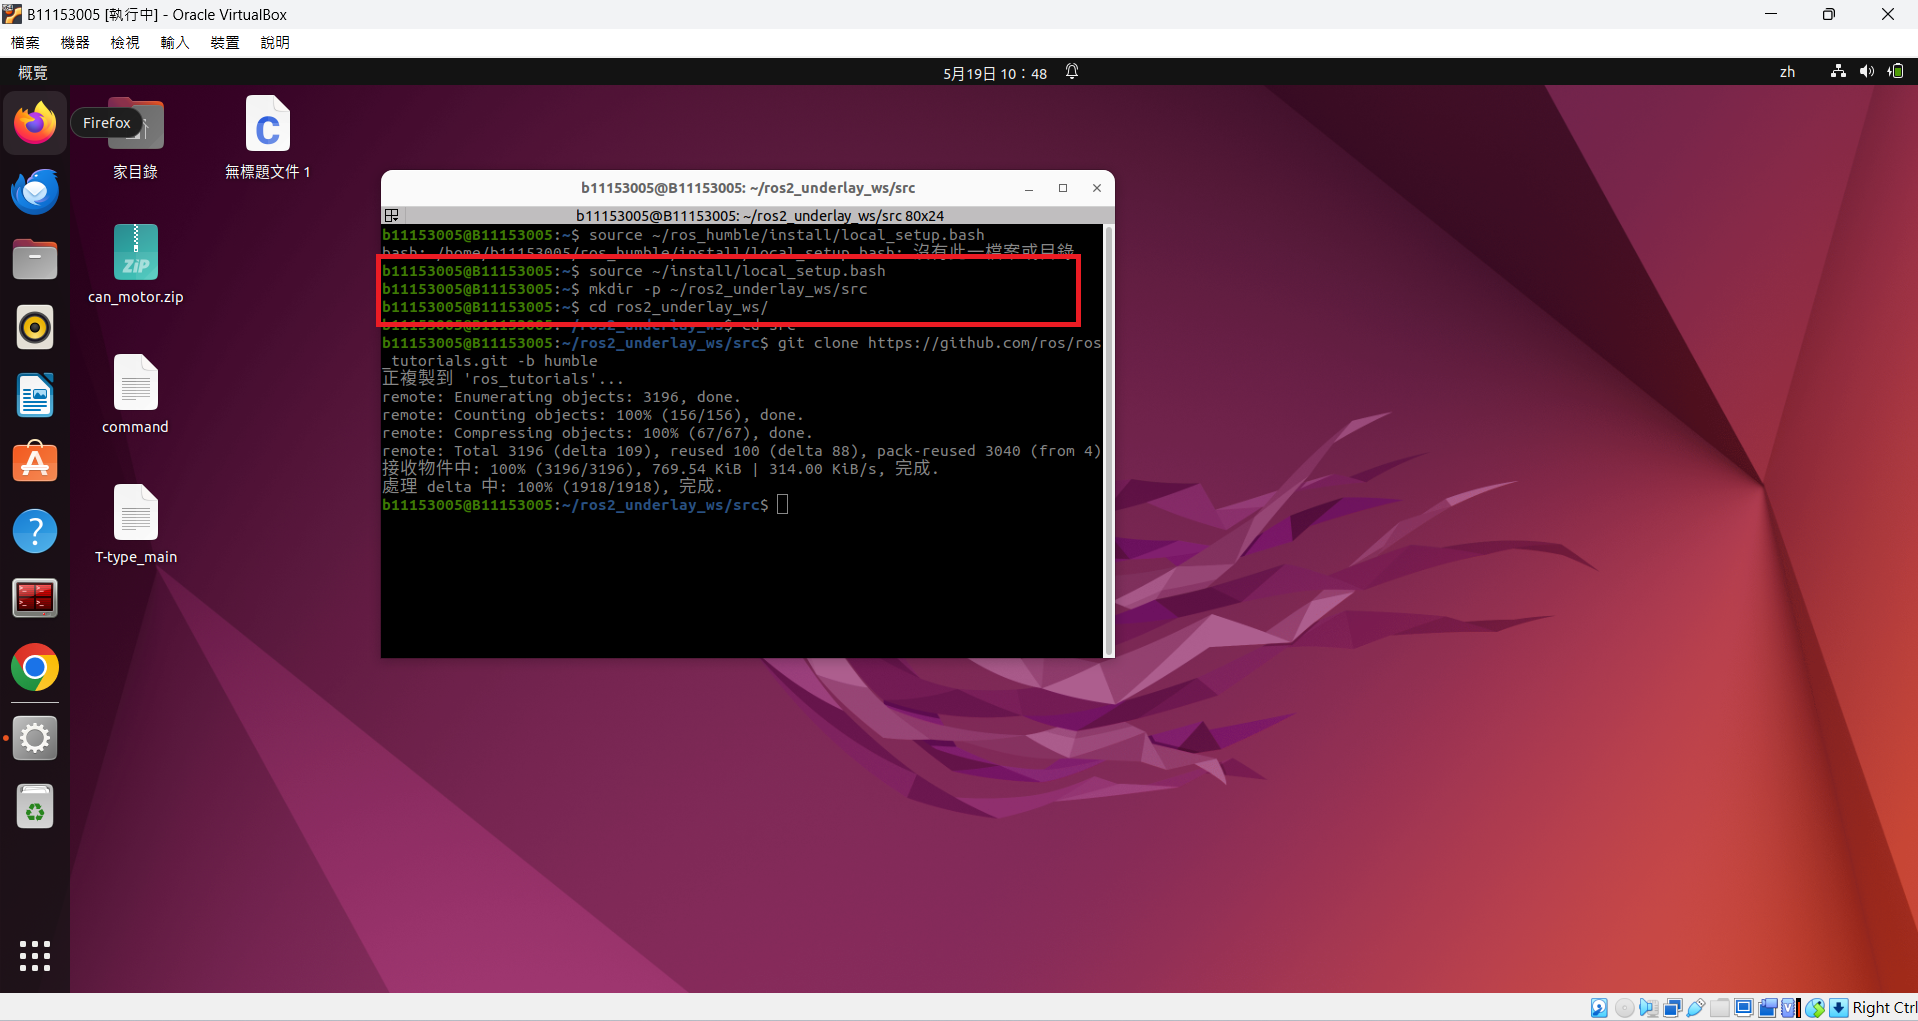 B11153005 [執行中] - Oracle VirtualBox
檔案 機器 檢視 輸入 裝置 說明
概覽
5月19日 10：48
zh
Firefox
家目錄
無標題文件 1
can_motor.zip
ZIP
command
T-type_main
b11153005@B11153005: ~/ros2_underlay_ws/src
b11153005@B11153005: ~/ros2_underlay_ws/src 80x24
b11153005@B11153005:~$ source ~/ros_humble/install/local_setup.bash
bash: /home/b11153005/ros_humble/install/local_setup.bash: 沒有此一檔案或目錄
b11153005@B11153005:~$ source ~/install/local_setup.bash
b11153005@B11153005:~$ mkdir -p ~/ros2_underlay_ws/src
b11153005@B11153005:~$ cd ros2_underlay_ws/
b11153005@B11153005:~/ros2_underlay_ws$ cd src
b11153005@B11153005:~/ros2_underlay_ws/src$ git clone https://github.com/ros/ros
_tutorials.git -b humble
正複製到 'ros_tutorials'...
remote: Enumerating objects: 3196, done.
remote: Counting objects: 100% (156/156), done.
remote: Compressing objects: 100% (67/67), done.
remote: Total 3196 (delta 109), reused 100 (delta 88), pack-reused 3040 (from 4)
接收物件中: 100% (3196/3196), 769.54 KiB | 314.00 KiB/s, 完成.
處理 delta 中: 100% (1918/1918), 完成.
b11153005@B11153005:~/ros2_underlay_ws/src$
Right Ctrl